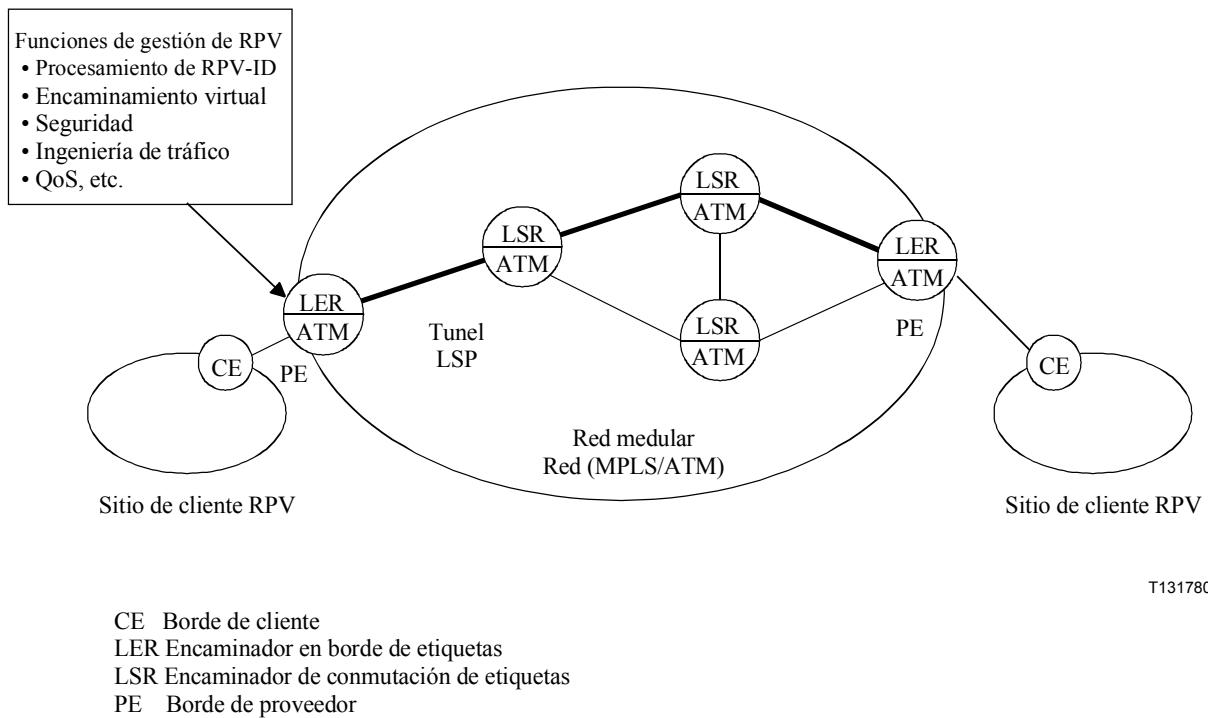 Funciones de gestión de RPV
• Procesamiento de RPV-ID
• Encaminamiento virtual
• Seguridad
• Ingeniería de tráfico
• QoS, etc.
LSR
ATM
LSR
ATM
LER
ATM
LER
ATM
LSR
ATM
Tunel
LSP
PE
CE
PE
CE
Red medular
Red (MPLS/ATM)
Sitio de cliente RPV
Sitio de cliente RPV
T131780
CE Borde de cliente
LER Encaminador en borde de etiquetas
LSR Encaminador de conmutación de etiquetas
PE Borde de proveedor